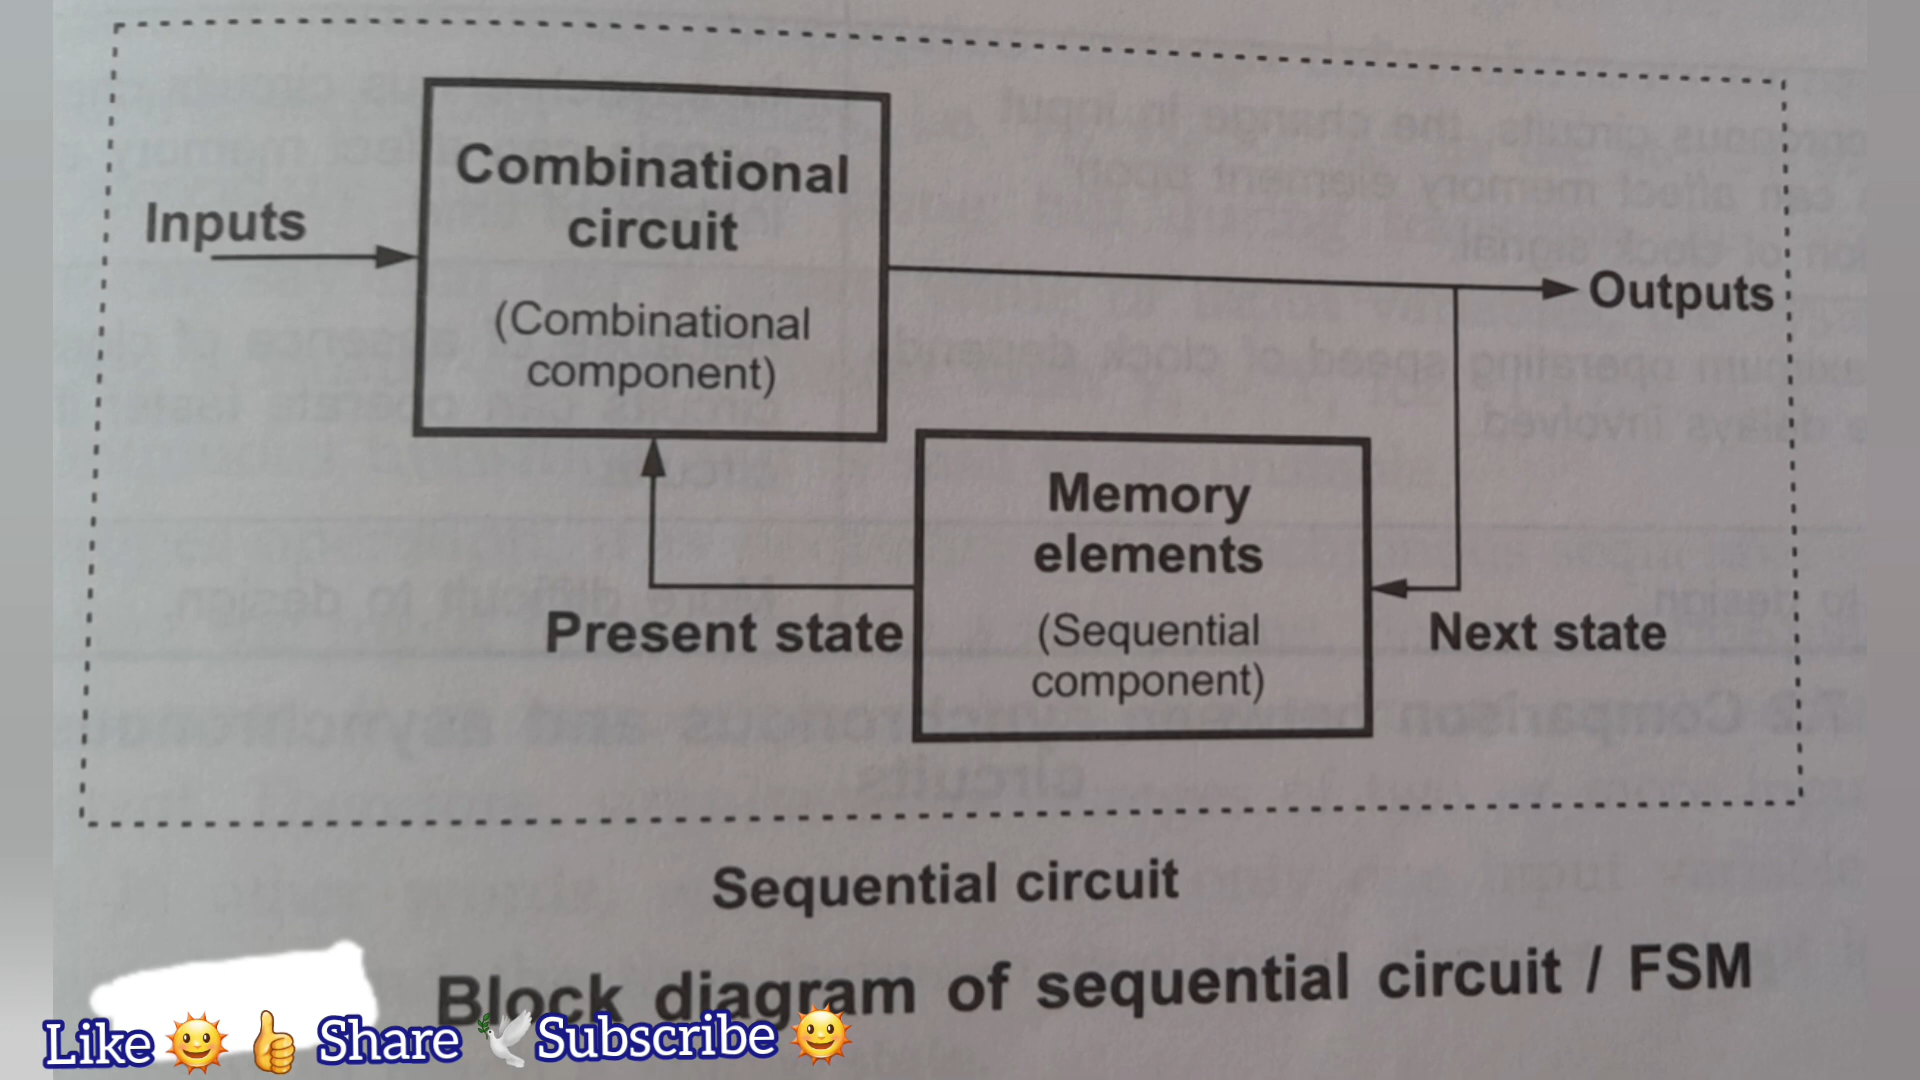 Combinational
circuit
(Combinational
component)
Inputs
Outputs
Memory
elements
(Sequential
component)
Present state
Next state
Sequential circuit
Block diagram of sequential circuit / FSM
Like 🌞 👍 Share 🕊️ Subscribe 🌞